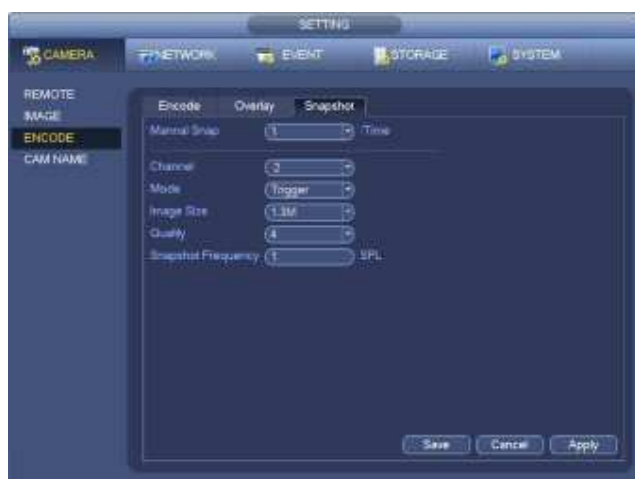 SETTING
CAMERA NETWORK EVENT STORAGE SYSTEM
REMOTE
IMAGE
ENCODE
CAM NAME
Encode Overlay Snapshot
Manual Snap 1 /Time
Channel 2
Mode Trigger
Image Size 1.3M
Quality 4
Snapshot Frequency 1 SPL
Save Cancel Apply